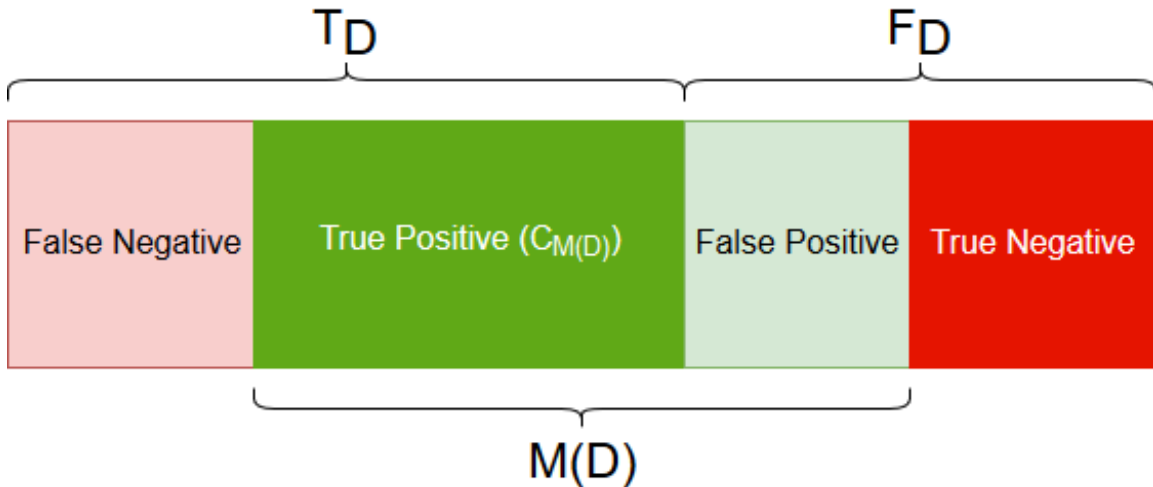 T_D F_D
False Negative True Positive (C_M(D)) False Positive True Negative
M(D)